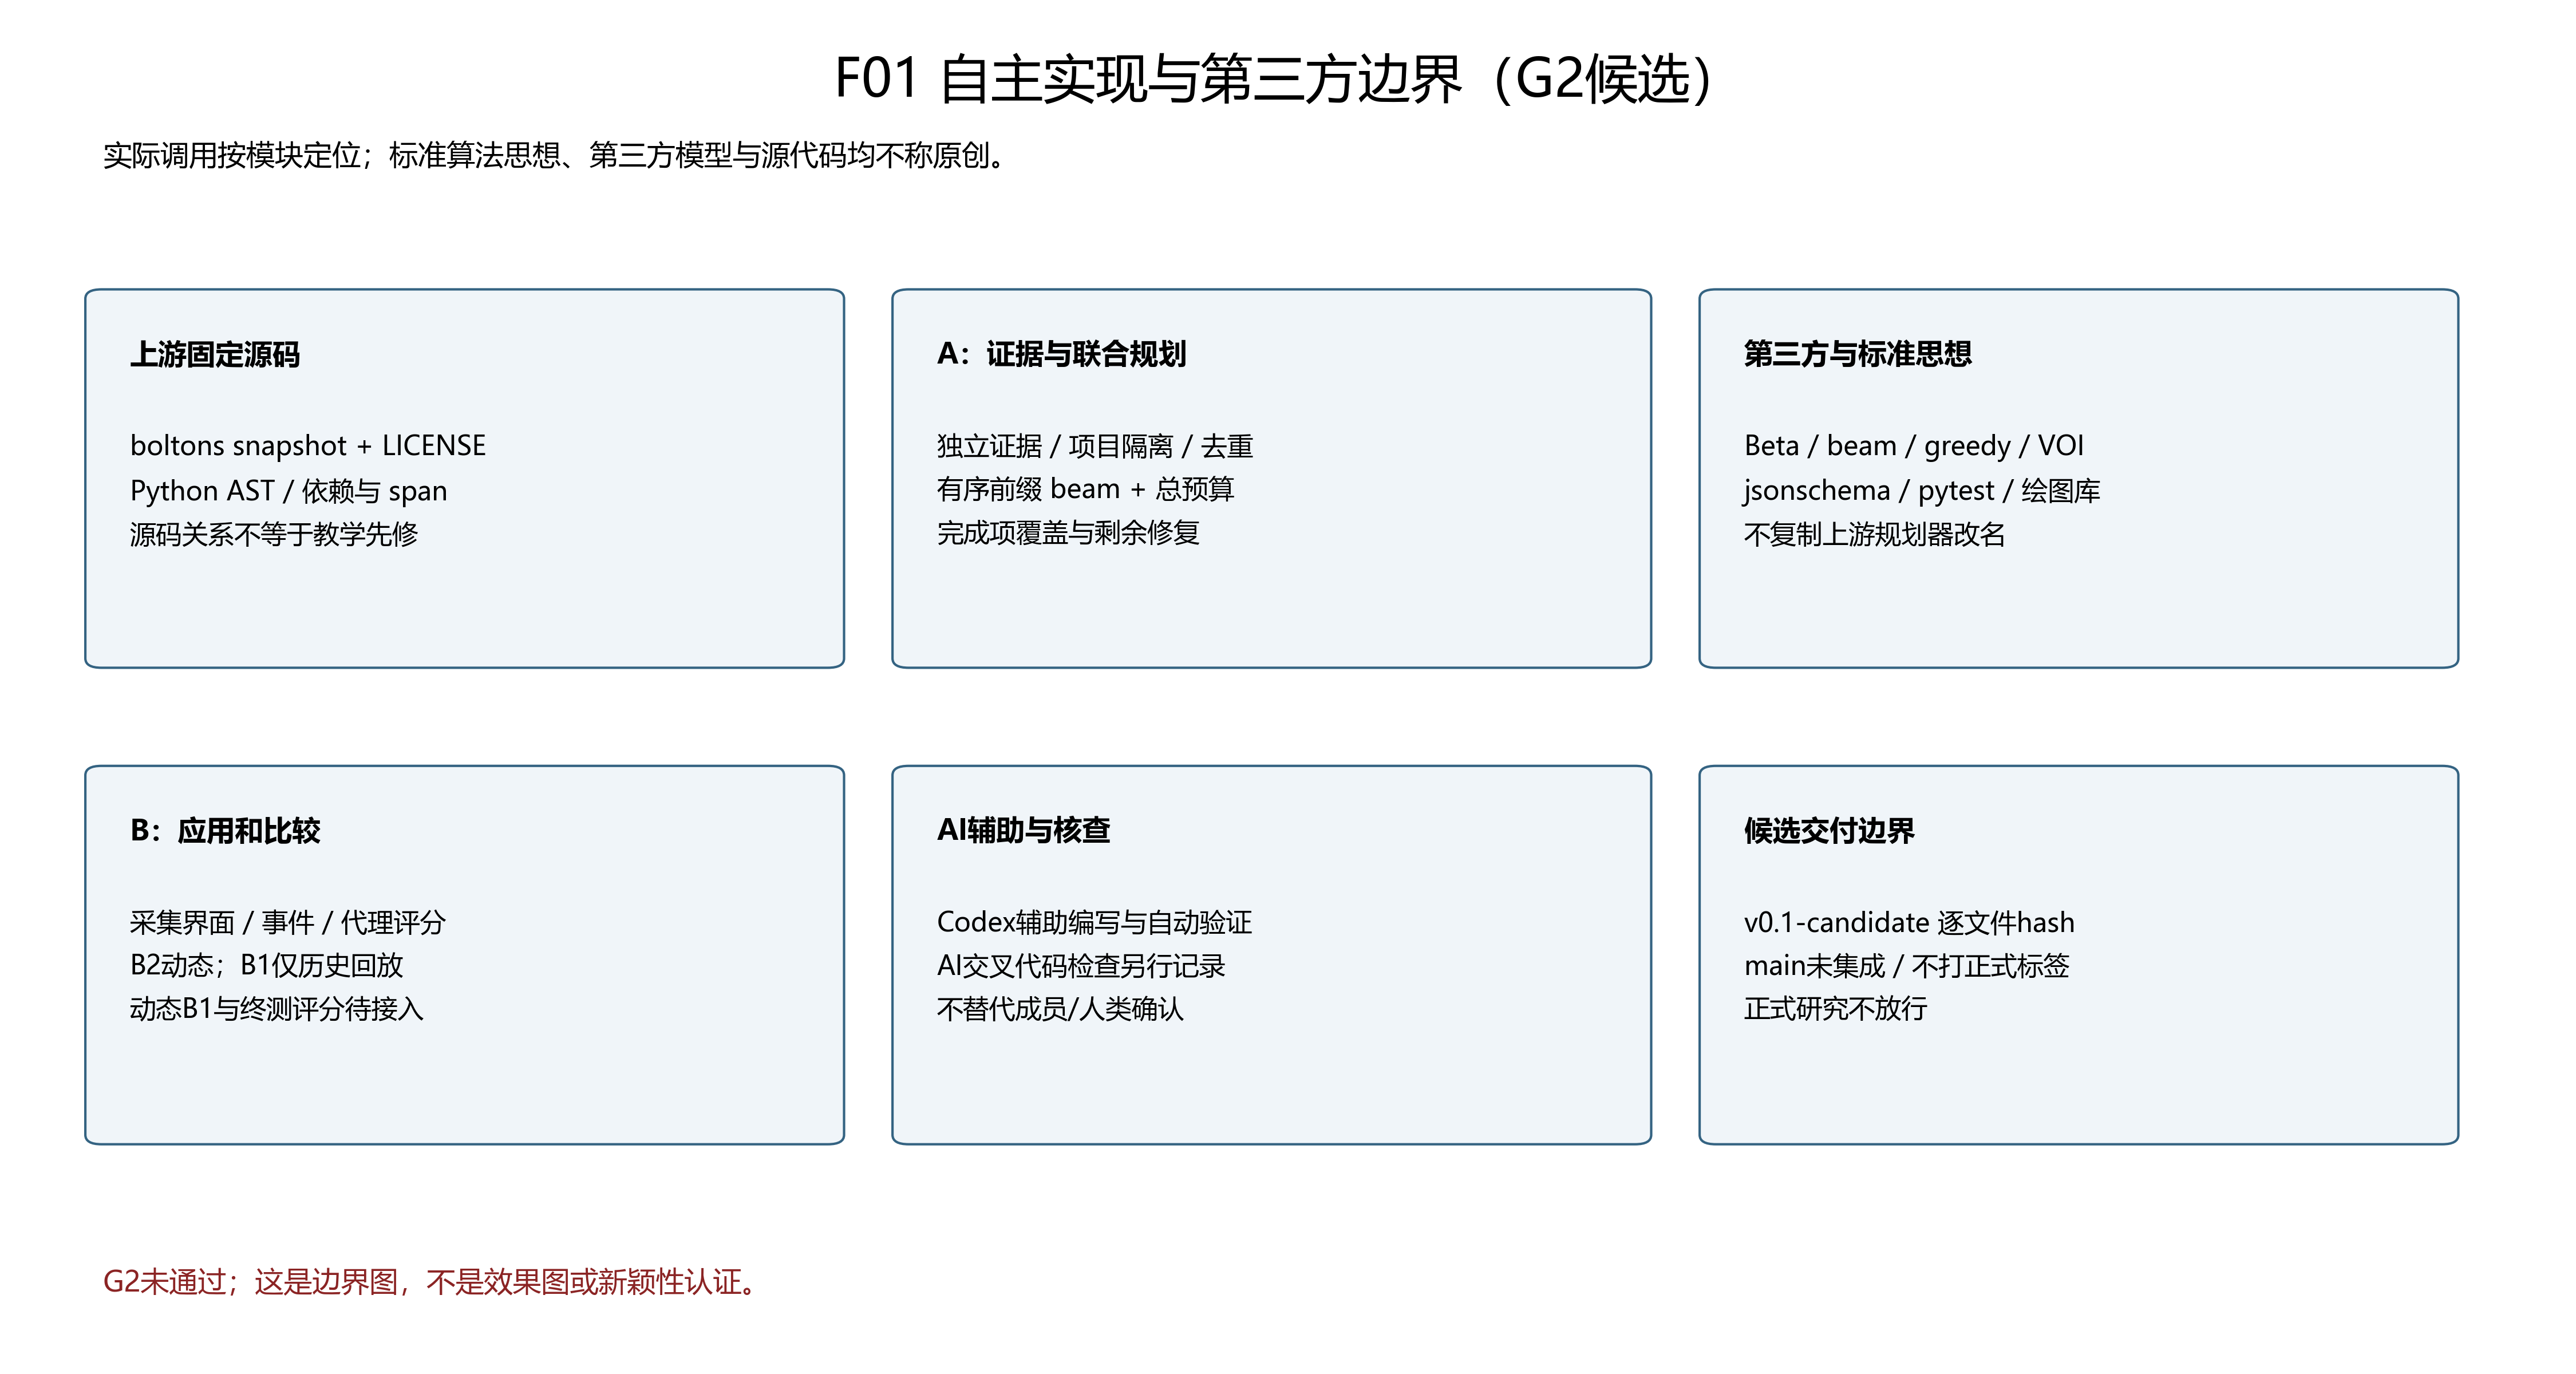 F01 自主实现与第三方边界（G2候选）
实际调用按模块定位；标准算法思想、第三方模型与源代码均不称原创。
上游固定源码
boltons snapshot + LICENSE
Python AST / 依赖与 span
源码关系不等于教学先修
A：证据与联合规划
独立证据 / 项目隔离 / 去重
有序前缀 beam + 总预算
完成项覆盖与剩余修复
第三方与标准思想
Beta / beam / greedy / VOI
jsonschema / pytest / 绘图库
不复制上游规划器改名
B：应用和比较
采集界面 / 事件 / 代理评分
B2动态；B1仅历史回放
动态B1与终测评分待接入
AI辅助与核查
Codex辅助编写与自动验证
AI交叉代码检查另行记录
不替代成员/人类确认
候选交付边界
v0.1-candidate 逐文件hash
main未集成 / 不打正式标签
正式研究不放行
G2未通过；这是边界图，不是效果图或新颖性认证。